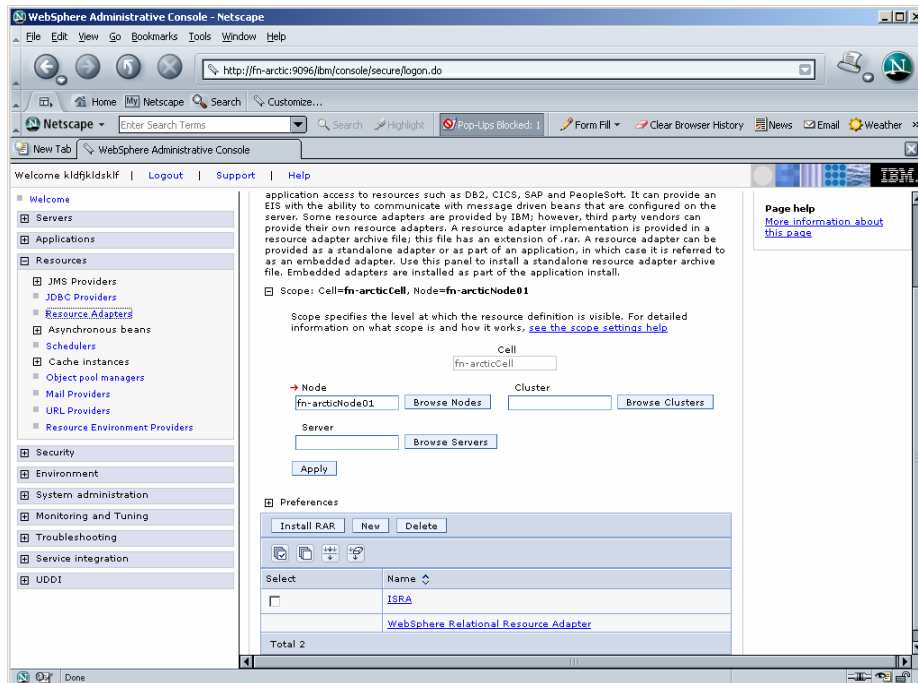 WebSphere Administrative Console - Netscape
File Edit View Go Bookmarks Tools Window Help
http://fn-arctic:9096/ibm/console/secure/logon.do
Home My Netscape Search Customize...
Netscape Enter Search Terms Search Highlight Pop-Ups Blocked: 1 Form Fill Clear Browser History News Email Weather »
New Tab WebSphere Administrative Console
Welcome kldfjkldsklf | Logout | Support | Help IBM.
Welcome
Servers
Applications
Resources
JMS Providers
JDBC Providers
Resource Adapters
Asynchronous beans
Schedulers
Cache instances
Object pool managers
Mail Providers
URL Providers
Resource Environment Providers
Security
Environment
System administration
Monitoring and Tuning
Troubleshooting
Service integration
UDDI
application access to resources such as DB2, CICS, SAP and PeopleSoft. It can provide an
EIS with the ability to communicate with message driven beans that are configured on the
server. Some resource adapters are provided by IBM; however, third party vendors can
provide their own resource adapters. A resource adapter implementation is provided in a
resource adapter archive file; this file has an extension of .rar. A resource adapter can be
provided as a standalone adapter or as part of an application, in which case it is referred to
as an embedded adapter. Use this panel to install a standalone resource adapter archive
file. Embedded adapters are installed as part of the application install.
Scope: Cell=fn-arcticCell, Node=fn-arcticNode01
Scope specifies the level at which the resource definition is visible. For detailed
information on what scope is and how it works, see the scope settings help
Cell
fn-arcticCell
Node Cluster
fn-arcticNode01 Browse Nodes Browse Clusters
Server
Browse Servers
Apply
Preferences
Install RAR New Delete
Select Name
ISRA
WebSphere Relational Resource Adapter
Total 2
Page help
More information about
this page
Done